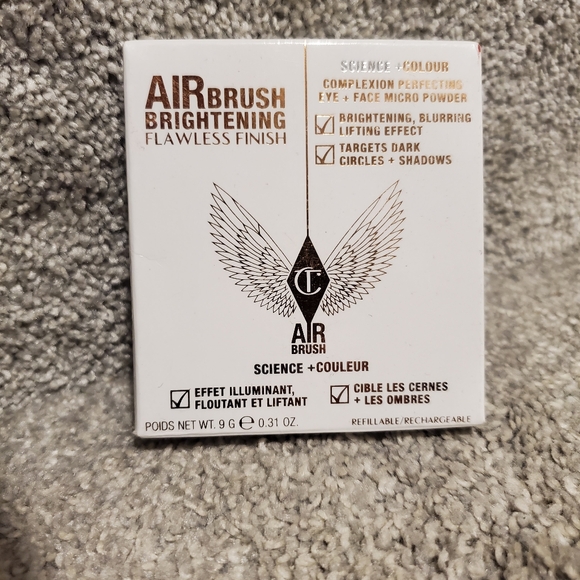 AIRBRUSH
BRIGHTENING
FLAWLESS FINISH
SCIENCE +COLOUR
COMPLEXION PERFECTING
EYE + FACE MICRO POWDER
BRIGHTENING, BLURRING
LIFTING EFFECT
TARGETS DARK
CIRCLES + SHADOWS
CT
AIR
BRUSH
SCIENCE +COULEUR
EFFET ILLUMINANT,
FLOUTANT ET LIFTANT
CIBLE LES CERNES
+ LES OMBRES
POIDS NET WT. 9 G ℮ 0.31 OZ.
REFILLABLE/RECHARGEABLE